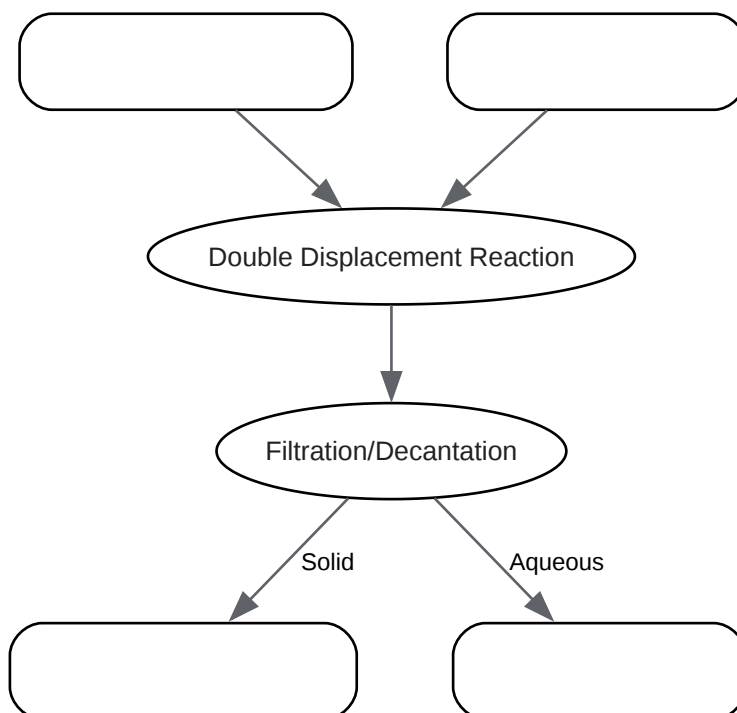 Double Displacement Reaction
Filtration/Decantation
Solid
Aqueous